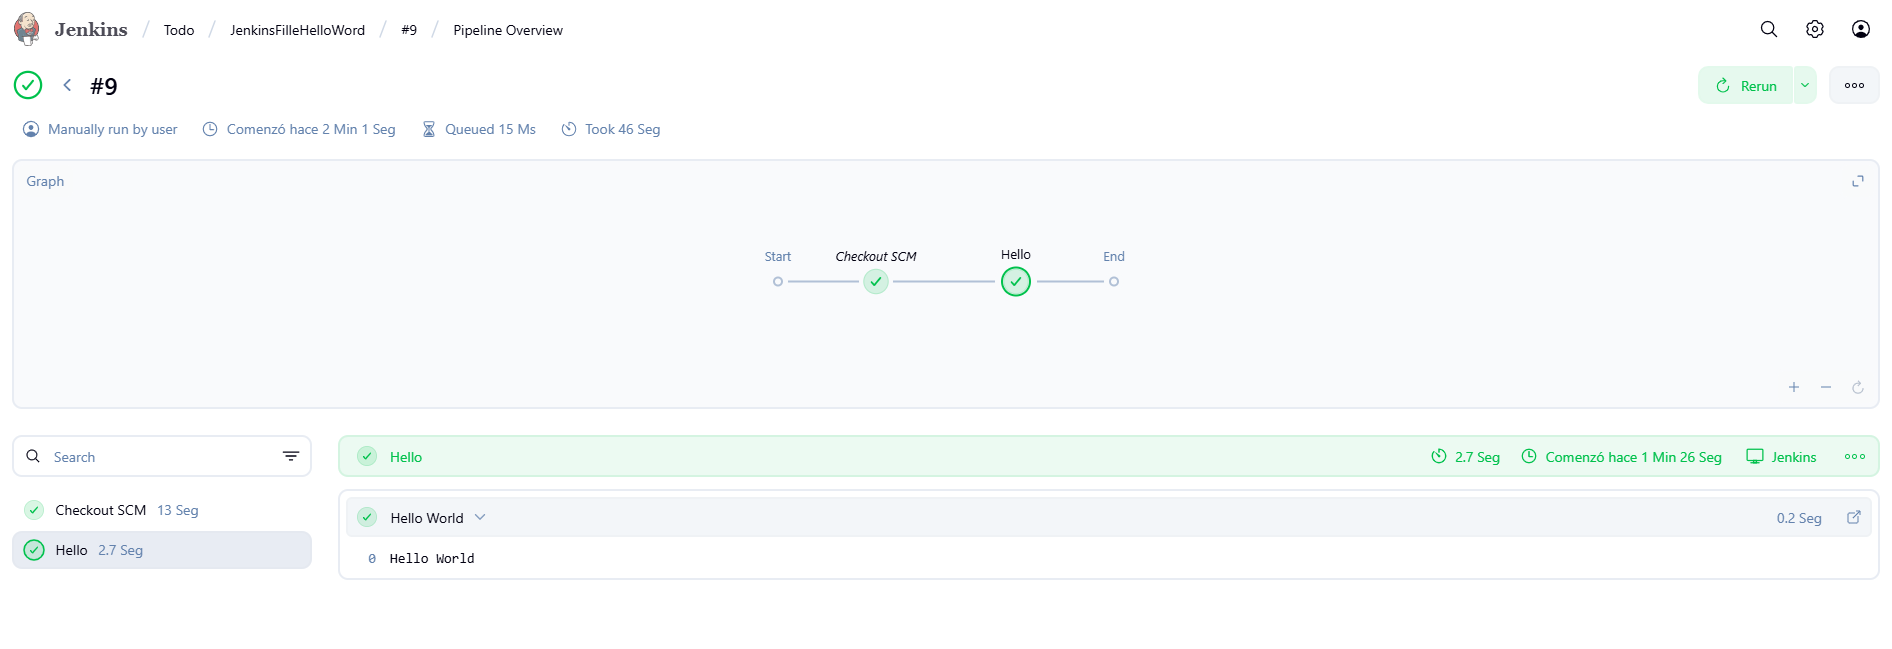 Jenkins / Todo / JenkinsFilleHelloWord / #9 / Pipeline Overview
#9
Rerun
Manually run by user Comenzó hace 2 Min 1 Seg Queued 15 Ms Took 46 Seg
Graph
Start Checkout SCM Hello End
Search
Checkout SCM 13 Seg
Hello 2.7 Seg
Hello 2.7 Seg Comenzó hace 1 Min 26 Seg Jenkins
Hello World 0.2 Seg
0 Hello World